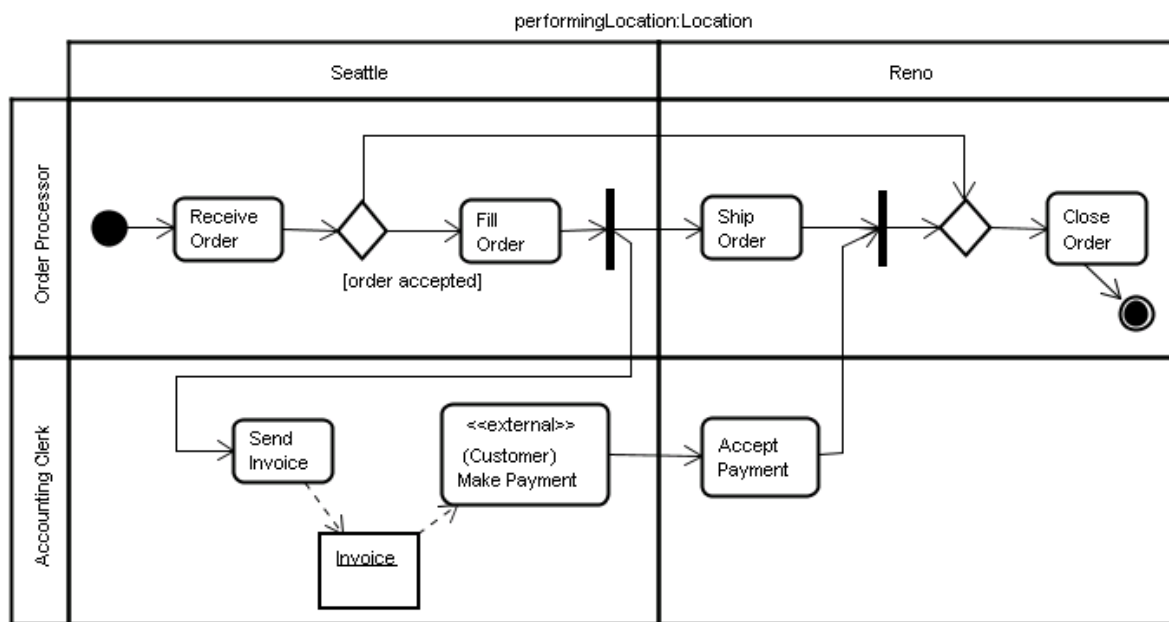 performingLocation:Location
Seattle
Reno
Order Processor
Receive
Order
[order accepted]
Fill
Order
Ship
Order
Close
Order
Accounting Clerk
Send
Invoice
Invoice
<<external>>
(Customer)
Make Payment
Accept
Payment